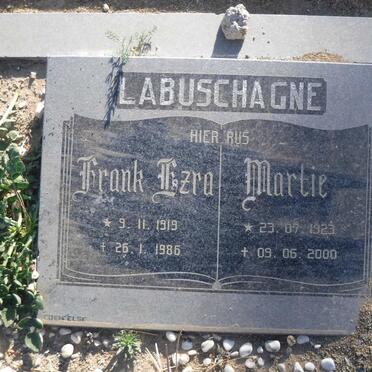 LABUSCHAGNE
HIER RUS
Frank Ezra Martie
★ 9.11.1919 ★ 23.07.1923
† 26.1.1986 ✝ 09.06.2000